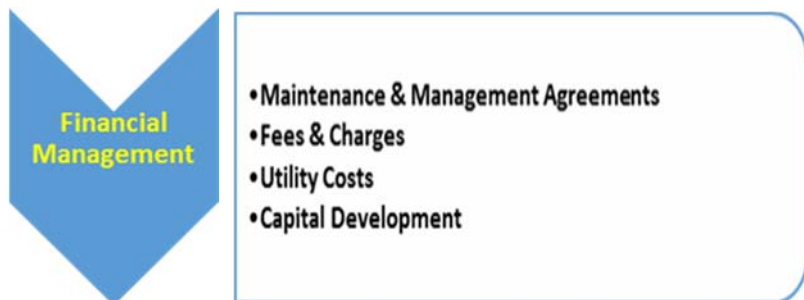 Financial
Management
•Maintenance & Management Agreements
•Fees & Charges
•Utility Costs
•Capital Development